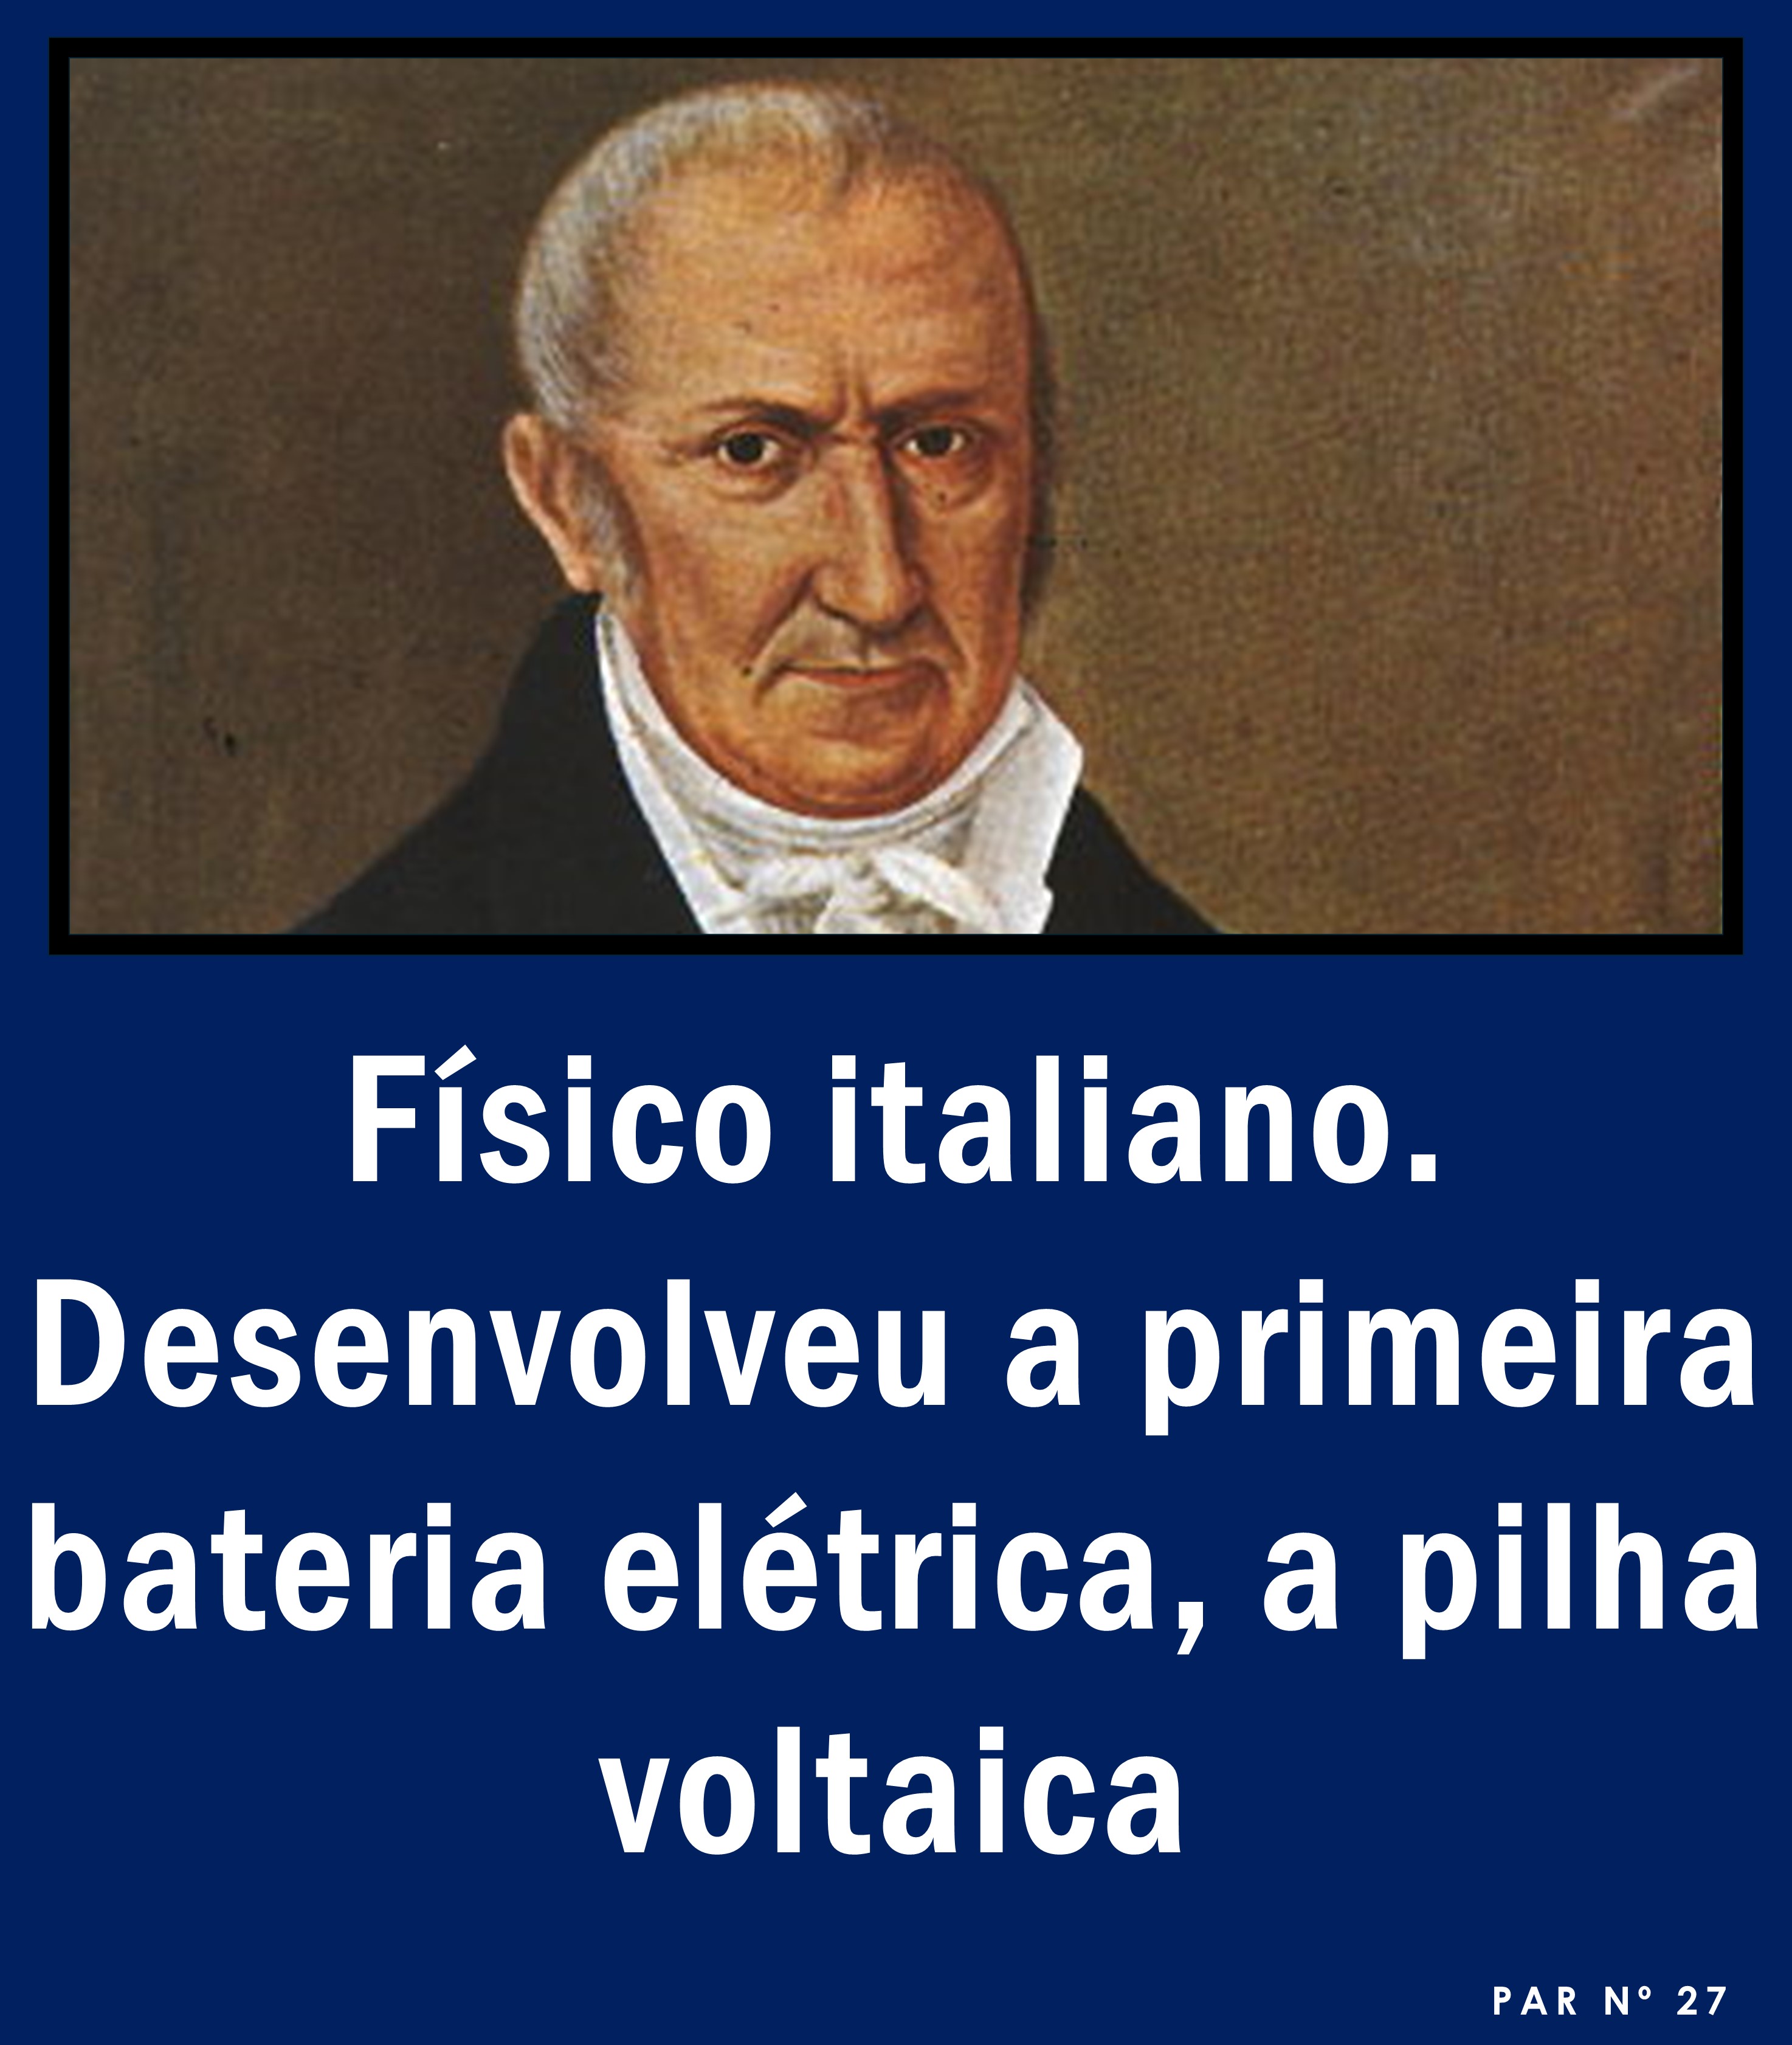 Físico italiano.
Desenvolveu a primeira
bateria elétrica, a pilha
voltaica
PAR Nº 27